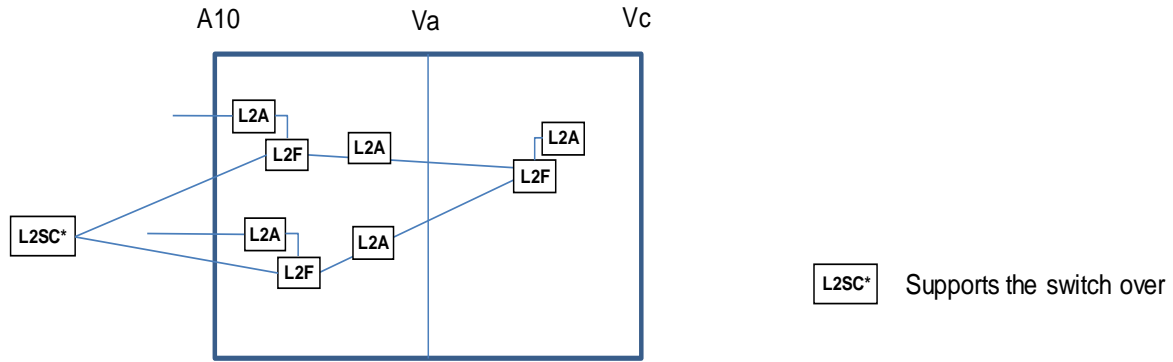 A10
Va
Vc
L2A
L2A
L2F
L2A
L2F
L2SC*
L2A
L2A
L2F
L2SC* Supports the switch over